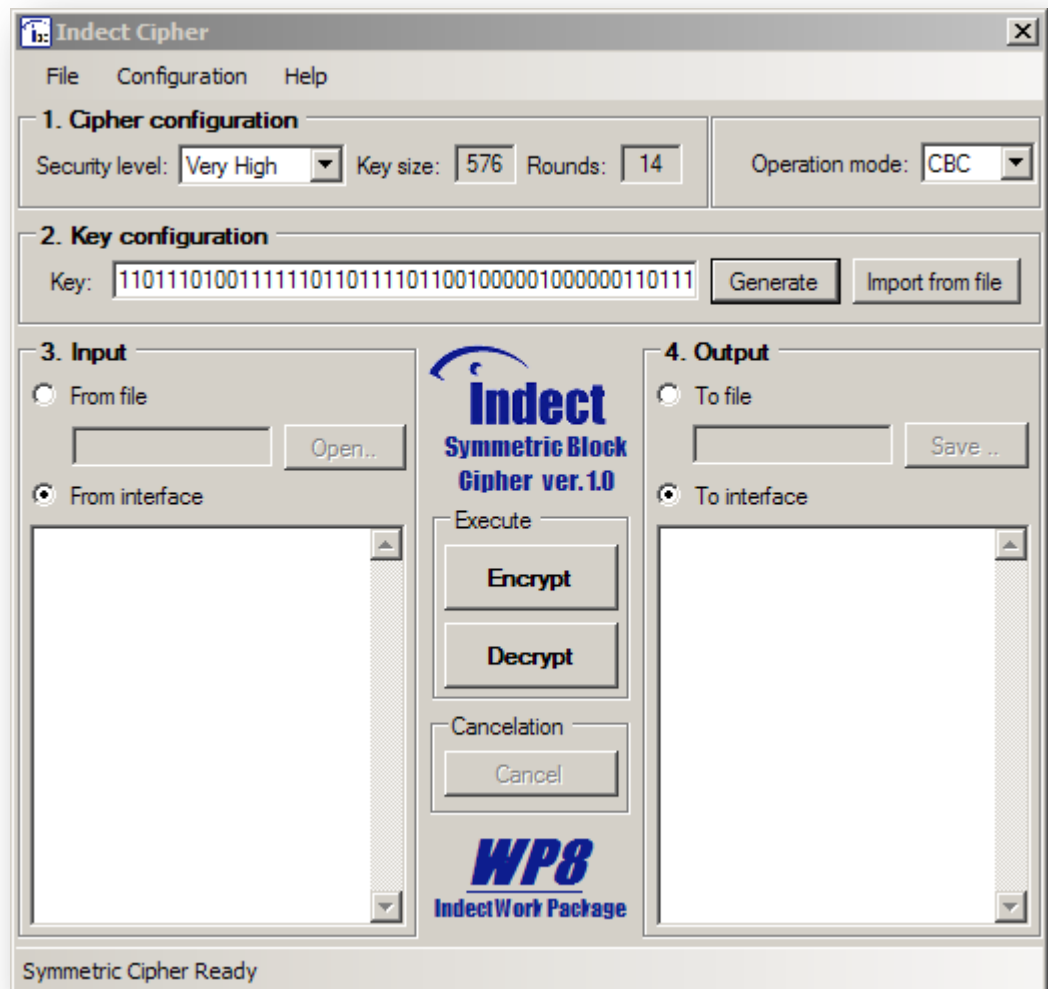 Indect Cipher
File Configuration Help
1. Cipher configuration
Security level: Very High Key size: 576 Rounds: 14 Operation mode: CBC
2. Key configuration
Key: 1101110100111111011011110110010000010000001101111 Generate Import from file
3. Input
From file
Open..
From interface
Indect
Symmetric Block
Cipher ver.1.0
Execute
Encrypt
Decrypt
Cancelation
Cancel
WP8
IndectWork Package
4. Output
To file
Save ..
To interface
Symmetric Cipher Ready